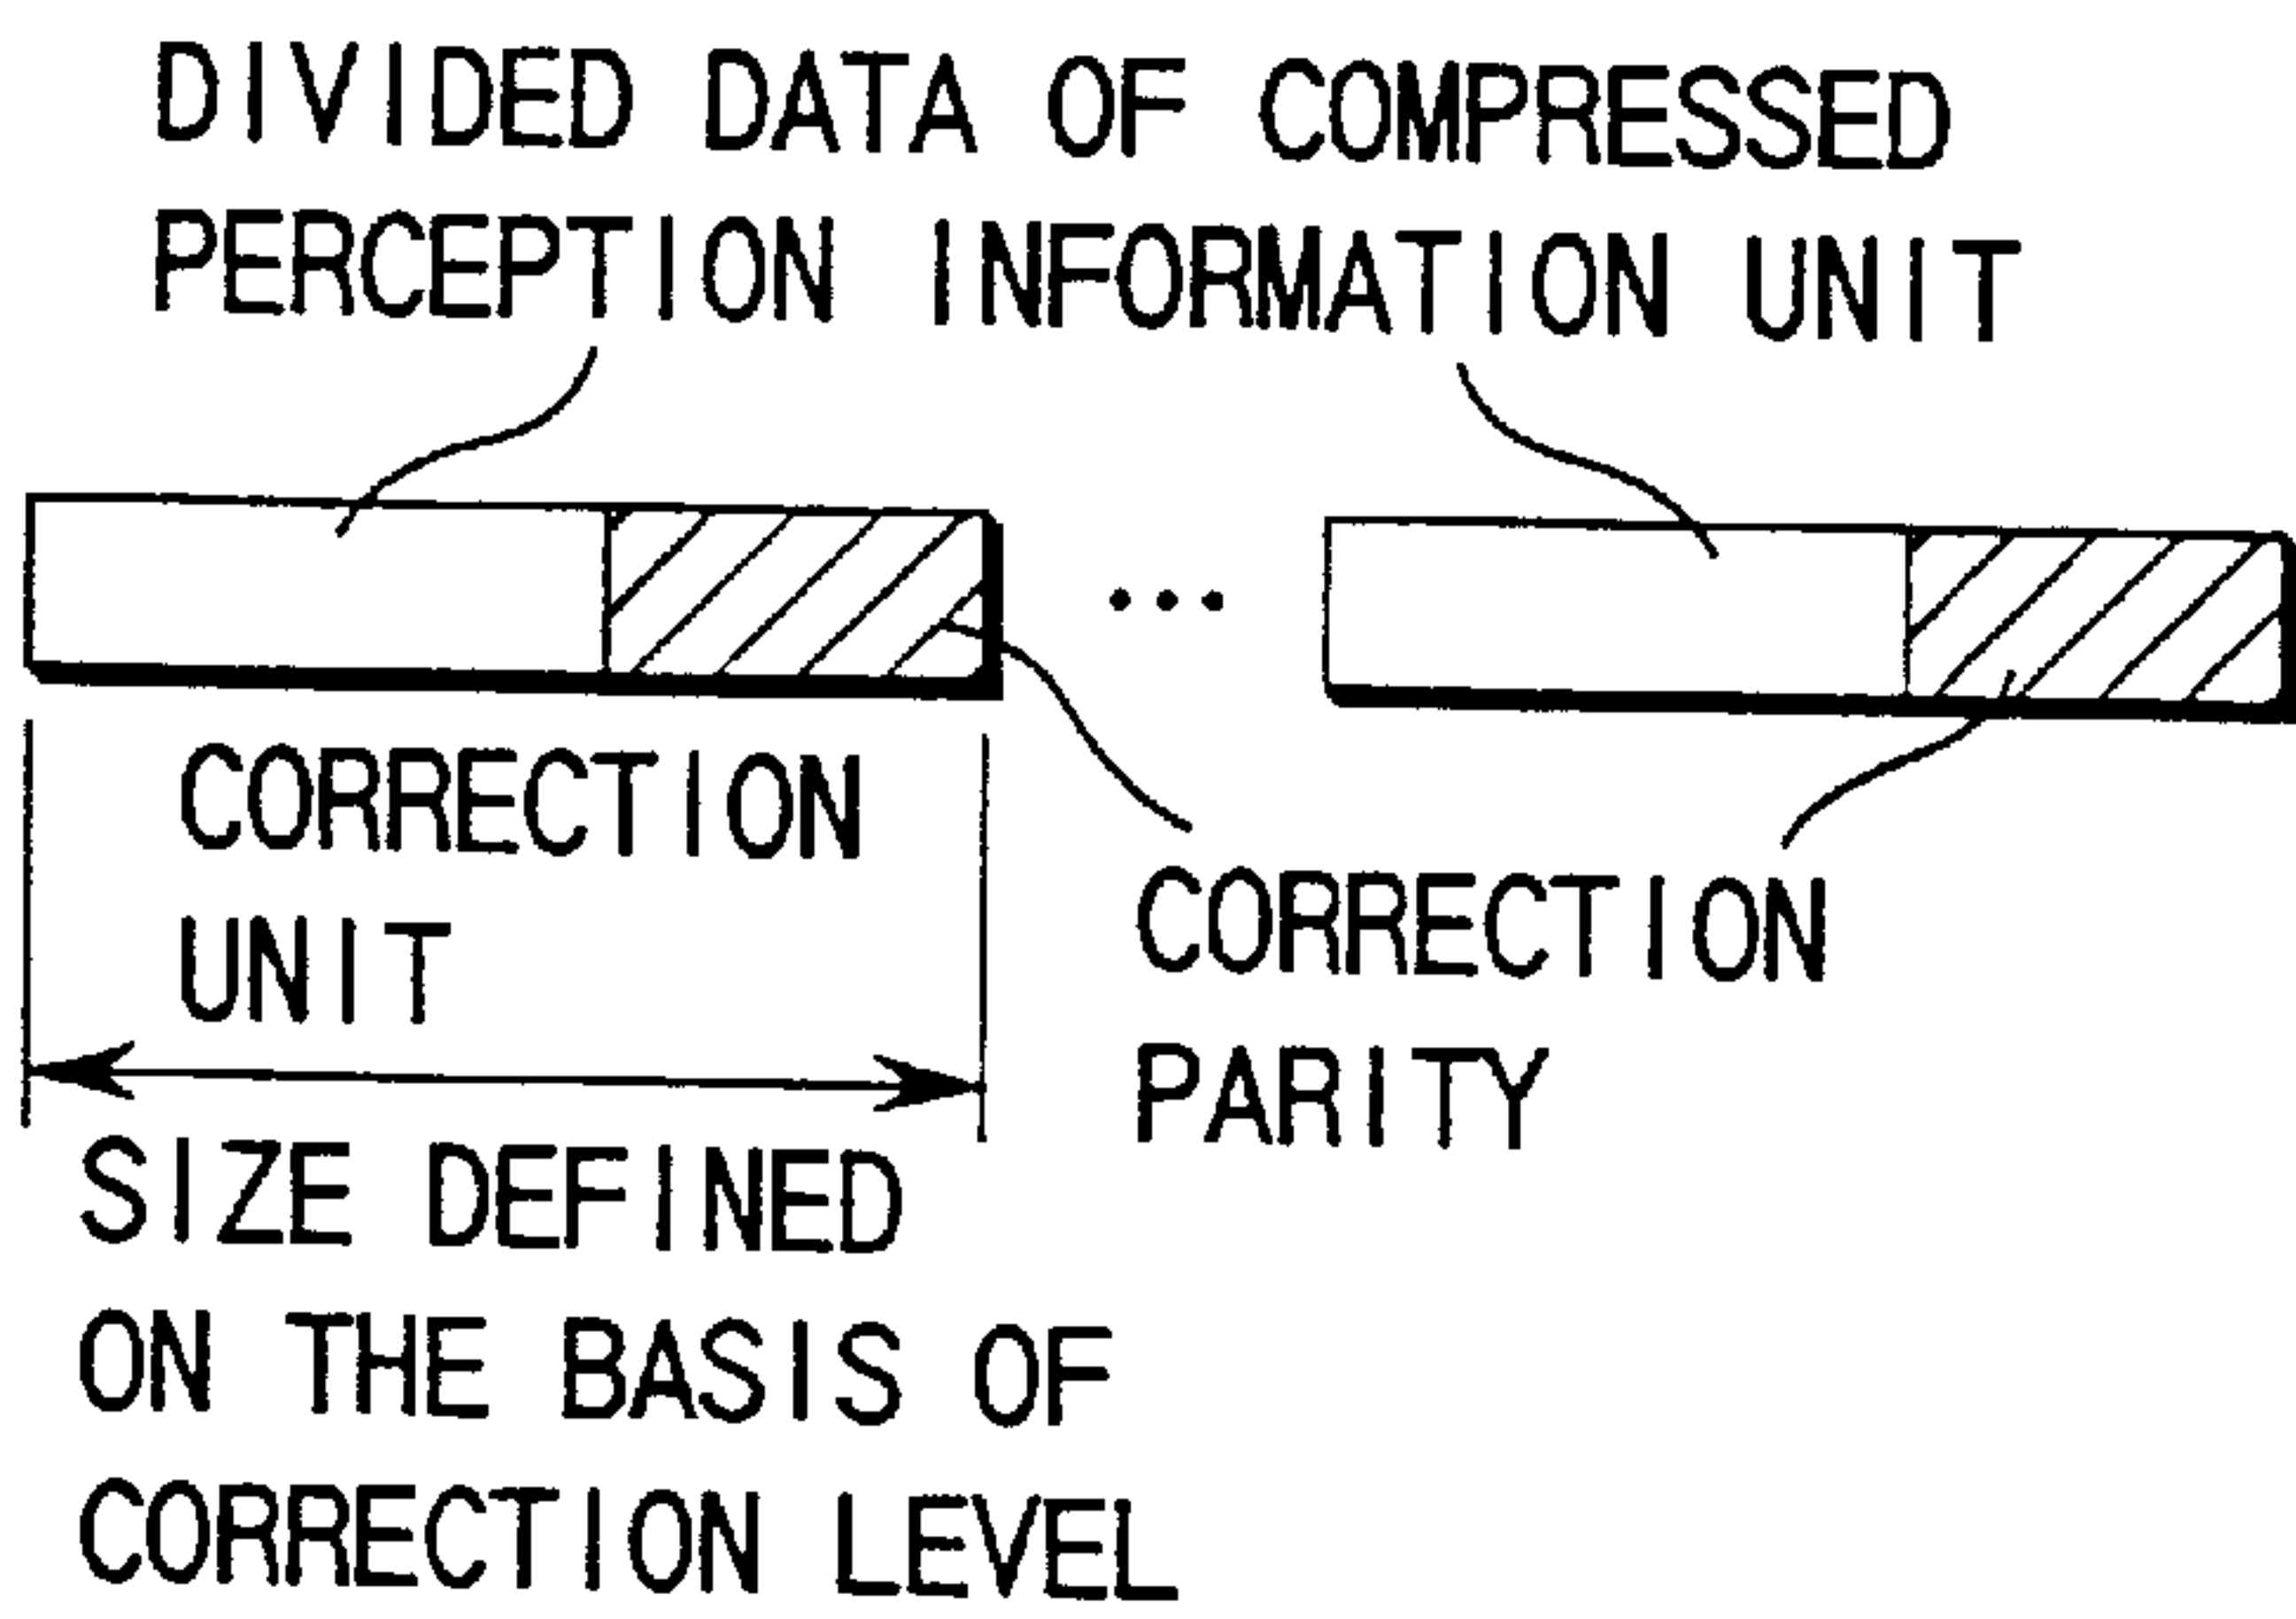 DIVIDED DATA OF COMPRESSED
PERCEPTION INFORMATION UNIT
CORRECTION
UNIT
CORRECTION
PARITY
SIZE DEFINED
ON THE BASIS OF
CORRECTION LEVEL